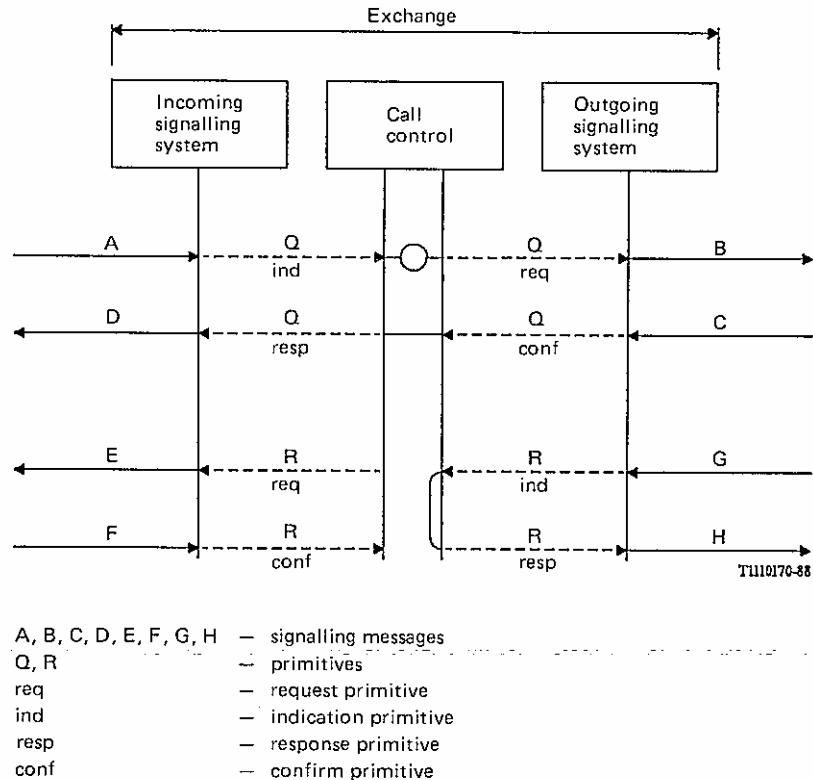 Exchange
Incoming
signalling
system
Call
control
Outgoing
signalling
system
A Q Q B
ind req
D Q Q C
resp conf
E R R G
req ind
F R R H
conf resp
T1110170-88
A, B, C, D, E, F, G, H – signalling messages
Q, R – primitives
req – request primitive
ind – indication primitive
resp – response primitive
conf – confirm primitive